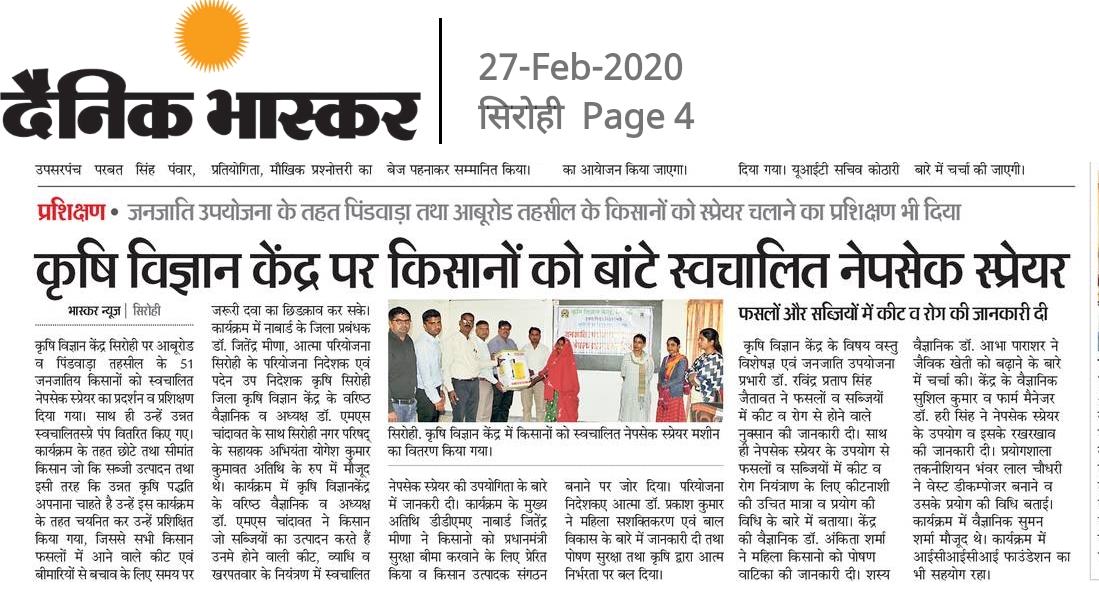 दैनिक भास्कर
27-Feb-2020
सिरोही Page 4
उपसरपंच परबत सिंह पंवार,
प्रतियोगिता, मौखिक प्रश्नोत्तरी का
बेज पहनाकर सम्मानित किया।
का आयेाजन किया जाएगा।
दिया गया। यूआईटी सचिव कोठारी
बारे में चर्चा की जाएगी।
प्रशिक्षण • जनजाति उपयोजना के तहत पिंडवाड़ा तथा आबूरोड तहसील के किसानों को स्प्रेयर चलाने का प्रशिक्षण भी दिया
कृषि विज्ञान केंद्र पर किसानों को बांटे स्वचालित नेपसेक स्प्रेयर
भास्कर न्यूज | सिरोही
कृषि विज्ञान केंद्र सिरोही पर आबूरोड
व पिंडवाड़ा तहसील के 51
जनजातिय किसानों को स्वचालित
नेपसेक स्प्रेयर का प्रदर्शन व प्रशिक्षण
दिया गया। साथ ही उन्हें उन्नत
स्वचालितस्प्रे पंप वितरित किए गए।
कार्यक्रम के तहत छोटे तथा सीमांत
किसान जो कि सब्जी उत्पादन तथा
इसी तरह कि उन्नत कृषि पद्धति
अपनाना चाहते है उन्हें इस कार्यक्रम
के तहत चयनित कर उन्हें प्रशिक्षित
किया गया, जिससे सभी किसान
फसलों में आने वाले कीट एवं
बीमारियों से बचाव के लिए समय पर
जरूरी दवा का छिडक़ाव कर सके।
कार्यक्रम में नाबार्ड के जिला प्रबंधक
डॉ. जितेंद्र मीणा, आत्मा परियोजना
सिरोही के परियोजना निदेशक एवं
पदेन उप निदेशक कृषि सिरोही
जिला कृषि विज्ञान केंद्र के वरिष्ठ
वैज्ञानिक व अध्यक्ष डॉ. एमएस
चांदावत के साथ सिरोही नगर परिषद्
के सहायक अभियंता योगेश कुमार
कुमावत अतिथि के रुप में मौजूद
थे। कार्यक्रम में कृषि विज्ञानकेंद्र
के वरिष्ठ वैज्ञानिक व अध्यक्ष
डॉ. एमएस चांदावत ने किसान
जो सब्जियों का उत्पादन करते हैं
उनमे होने वाली कीट, व्याधि व
खरपतवार के नियंत्रण में स्वचालित
सिरोही. कृषि विज्ञान केंद्र में किसानों को स्वचालित नेपसेक स्प्रेयर मशीन
का वितरण किया गया।
नेपसेक स्प्रेयर की उपयोगिता के बारे
में जानकरी दी। कार्यक्रम के मुख्य
अतिथि डीडीएमए नाबार्ड जितेंद्र
मीणा ने किसानो को प्रधानमंत्री
सुरक्षा बीमा करवाने के लिए प्रेरित
किया व किसान उत्पादक संगठन
बनाने पर जोर दिया। परियोजना
निदेशकए आत्मा डॉ. प्रकाश कुमार
ने महिला सशक्तिकरण एवं बाल
विकास के बारे में जानकारी दी तथा
पोषण सुरक्षा तथा कृषि द्वारा आत्म
निर्भरता पर बल दिया।
फसलों और सब्जियों में कीट व रोग की जानकारी दी
कृषि विज्ञान केंद्र के विषय वस्तु
विशेषज्ञ एवं जनजाति उपयोजना
प्रभारी डॉ. रविंद्र प्रताप सिंह
जैतावत ने फसलों व सब्जियों
में कीट व रोग से होने वाले
नुक्सान की जानकारी दी। साथ
ही नेपसेक स्प्रेयर के उपयोग से
फसलों व सब्जियों में कीट व
रोग नियंत्रण के लिए कीटनाशी
की उचित मात्रा व प्रयोग की
विधि के बारे में बताया। केंद्र
की वैज्ञानिक डॉ. अंकिता शर्मा
ने महिला किसानो को पोषण
वाटिका की जानकारी दी। शस्य
वैज्ञानिक डॉ. आभा पाराशर ने
जैविक खेती को बढ़ाने के बारे
में चर्चा की। केंद्र के वैज्ञानिक
सुशिल कुमार व फार्म मैनेजर
डॉ. हरी सिंह ने नेपसेक स्प्रेयर
के उपयोग व इसके रखरखाव
की जानकारी दी। प्रयोगशाला
तकनीशियन भंवर लाल चौधरी
ने वेस्ट डीकम्पोजर बनाने व
उसके प्रयोग की विधि बताई।
कार्यक्रम में वैज्ञानिक सुमन
शर्मा मौजूद थे। कार्यक्रम में
आईसीआईसीआई फाउंडेशन का
भी सहयोग रहा।